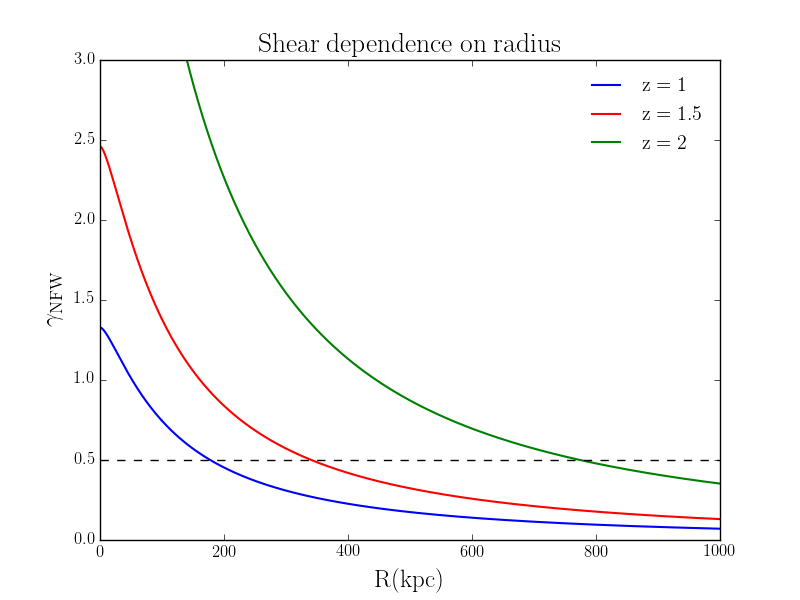 Shear dependence on radius
3.0
2.5
2.0
1.5
1.0
0.5
0.0
γNFW
z = 1
z = 1.5
z = 2
0 200 400 600 800 1000
R(kpc)